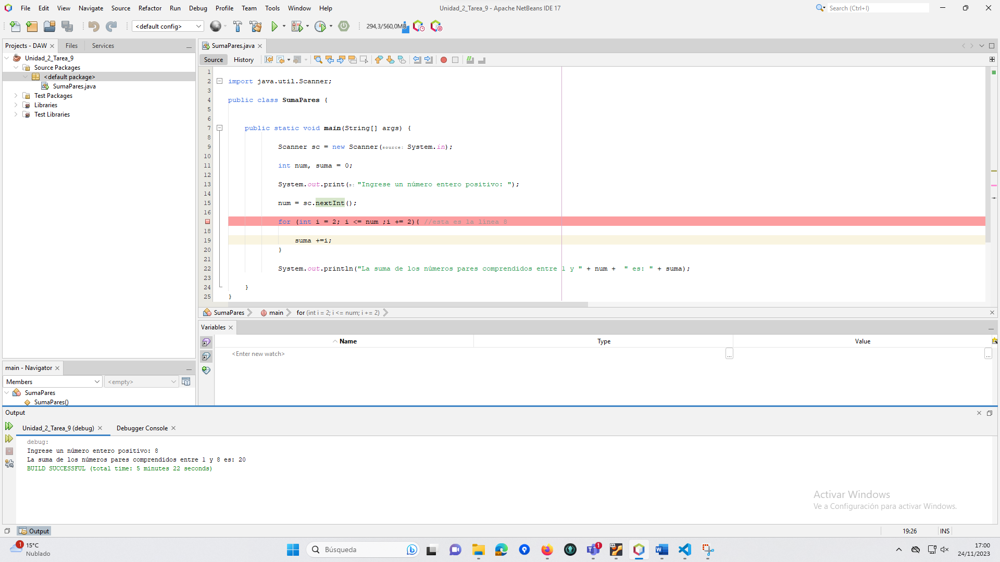 File Edit View Navigate Source Refactor Run Debug Profile Team Tools Window Help
Unidad_2_Tarea_9 - Apache NetBeans IDE 17
Search (Ctrl+I)
<default config>
294,3/560,0MB
Projects - DAW Files Services
Unidad_2_Tarea_9
Source Packages
<default package>
SumaPares.java
Test Packages
Libraries
Test Libraries
SumaPares.java
Source History
1
2 import java.util.Scanner;
3
4 public class SumaPares {
5
6
7 public static void main(String[] args) {
8
9 Scanner sc = new Scanner(source: System.in);
10
11 int num, suma = 0;
12
13 System.out.print(s: "Ingrese un número entero positivo: ");
14
15 num = sc.nextInt();
16
for (int i = 2; i <= num ;i += 2){ //esta es la linea 8
18
19 suma +=i;
20 }
21
22 System.out.println("La suma de los números pares comprendidos entre 1 y " + num + " es: " + suma);
23
24 }
25 }
SumaPares main for (int i = 2; i <= num; i += 2)
Variables
Name Type Value
<Enter new watch> ... ...
main - Navigator
Members <empty>
SumaPares
SumaPares()
Output
Unidad_2_Tarea_9 (debug) Debugger Console
debug:
Ingrese un número entero positivo: 8
La suma de los números pares comprendidos entre 1 y 8 es: 20
BUILD SUCCESSFUL (total time: 5 minutes 22 seconds)
Activar Windows
Ve a Configuración para activar Windows.
Output
19:26 INS
1
15°C
Nublado
Búsqueda
1
17:00
24/11/2023